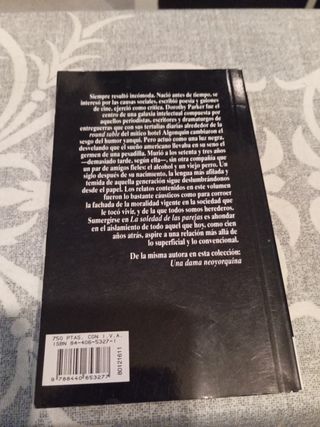 Siempre resultó incómoda. Nació antes de tiempo, se
interesó por las causas sociales, escribió poesía y guiones
de cine, ejerció como crítica. Dorothy Parker fue el
centro de una galaxia intelectual compuesta por
aquellos periodistas, escritores y dramaturgos de
entreguerras que con sus tertulias diarias alrededor de la
round table del mítico hotel Algonquin cambiaron el
sesgo del humor yanqui. Pero actuó como una luz negra,
desvelando que el sueño americano llevaba en su seno el
germen de una pesadilla. Murió a los setenta y tres años
—demasiado tarde, según ella—, sin otra compañía que
un par de amigos fieles: el alcohol y un viejo perro. Un
siglo después de su nacimiento, la lengua más afilada y
temida de aquella generación sigue deslumbrándonos
desde el papel. Los relatos contenidos en este volumen
fueron lo bastante cáusticos como para corroer
la fachada de la moralidad vigente en la sociedad que
le tocó vivir, y de la que todos somos herederos.
Sumergirse en La soledad de las parejas es ahondar
en el aislamiento de todo aquel que hoy, como cien
años atrás, aspire a una relación más allá de
lo superficial y lo convencional.
De la misma autora en esta colección:
Una dama neoyorquina
750 PTAS. CON I.V.A.
ISBN 84-406-5327-1
9 788440 653277
80121611